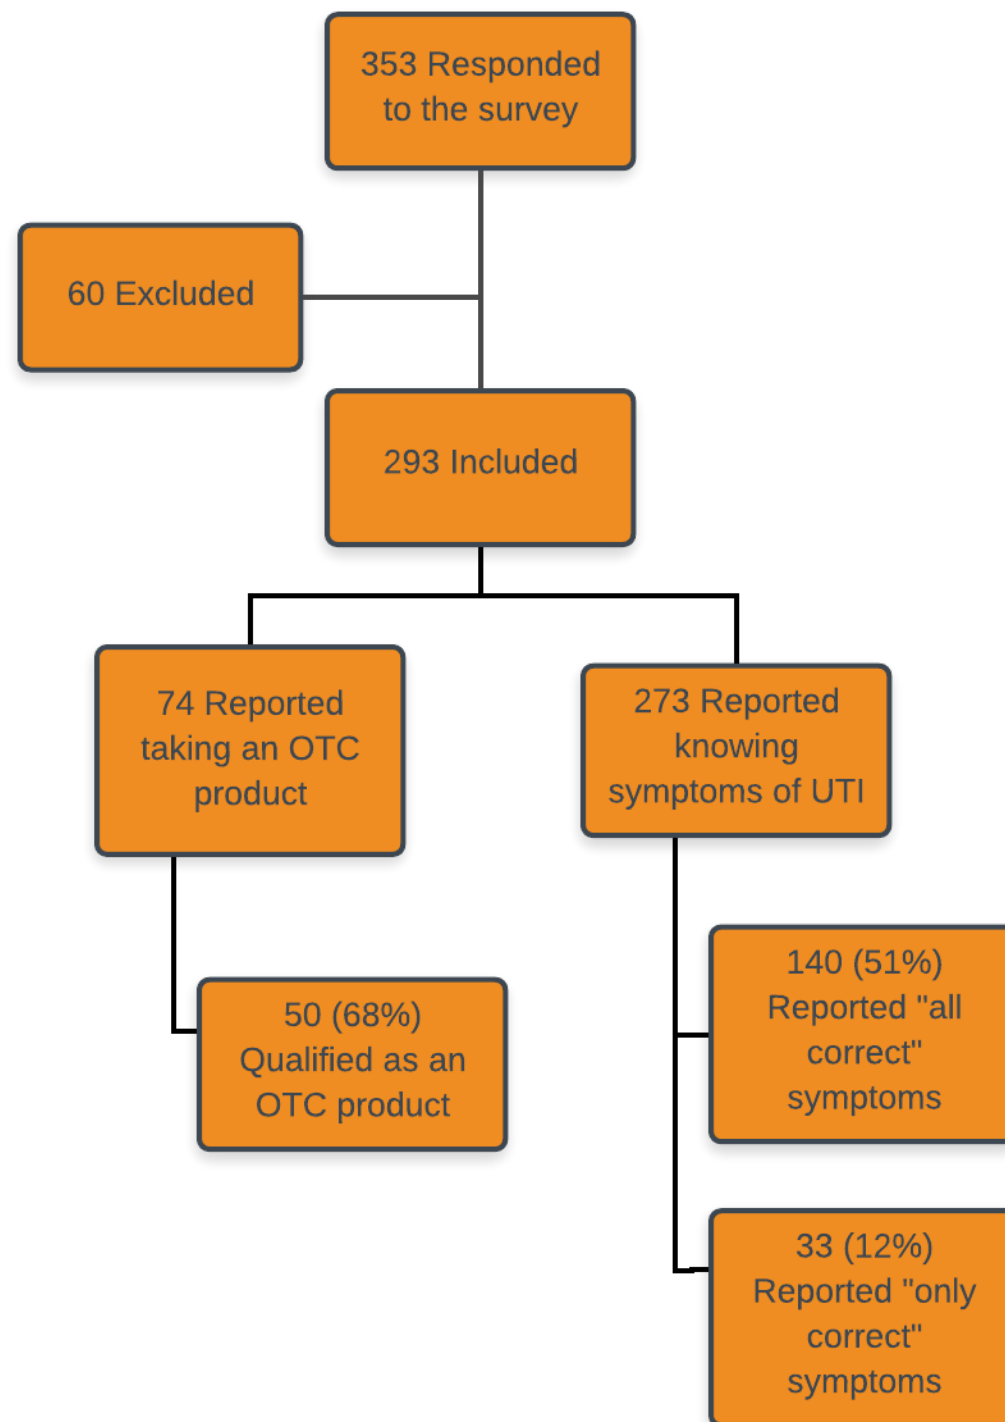 353 Responded
to the survey
60 Excluded
293 Included
74 Reported
taking an OTC
product
273 Reported
knowing
symptoms of UTI
50 (68%)
Qualified as an
OTC product
140 (51%)
Reported "all
correct"
symptoms
33 (12%)
Reported "only
correct"
symptoms